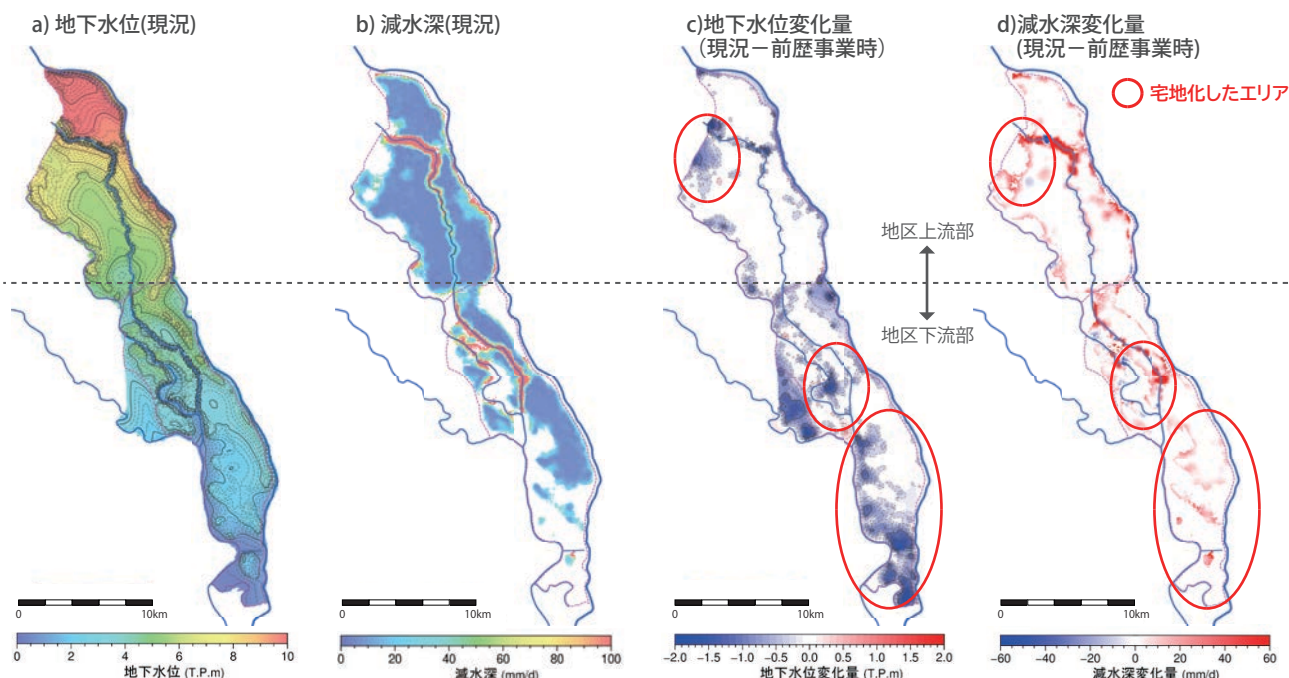 a) 地下水位(現況)
b) 減水深(現況)
c)地下水位変化量
(現況－前歴事業時)
d)減水深変化量
(現況－前歴事業時)
宅地化したエリア
地区上流部
地区下流部
0 10km
0 10km
0 10km
0 10km
0 2 4 6 8 10
地下水位 (T.P.m)
0 20 40 60 80 100
減水深 (mm/d)
-2.0 -1.5 -1.0 -0.5 0.0 0.5 1.0 1.5 2.0
地下水位変化量 (T.P.m)
-60 -40 -20 0 20 40 60
減水深変化量 (mm/d)